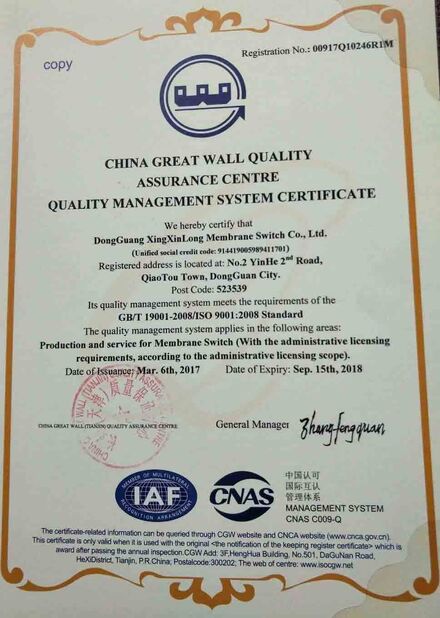 Registration No.: 00917Q10246R1M
copy
CHINA GREAT WALL QUALITY
ASSURANCE CENTRE
QUALITY MANAGEMENT SYSTEM CERTIFICATE
We hereby certify that
DongGuang XingXinLong Membrane Switch Co., Ltd.
(Unified social credit code: 914419005989411701)
Registered address is located at: No.2 YinHe 2nd Road,
QiaoTou Town, DongGuan City.
Post Code: 523539
Its quality management system meets the requirements of the
GB/T 19001-2008/ISO 9001:2008 Standard
The quality management system applies in the following areas:
Production and service for Membrane Switch (With the administrative licensing
requirements, according to the administrative licensing scope).
Date of Issuance: Mar. 6th, 2017 Date of Expiry: Sep. 15th, 2018
CHINA GREAT WALL (TIANJIN) QUALITY ASSURANCE CENTRE
General Manager Zhang fengquan
MEMBER OF MULTILATERAL
IAF
RECOGNITION ARRANGEMENT
CNAS
中国认可
国际互认
管理体系
MANAGEMENT SYSTEM
CNAS C009-Q
The certificate-related information can be queried through CGW website and CNCA website (www.cnca.gov.cn).
This certificate is only valid when it is used with the original <the notification of the keeping register certificate> which is
award after passing the annual inspection.CGW Add: 3F,HengHua Building, No.501, DaGuNan Road,
HeXiDistrict, Tianjin, P.R.China; Postalcode:300202; The web of centre: www.isocgw.net